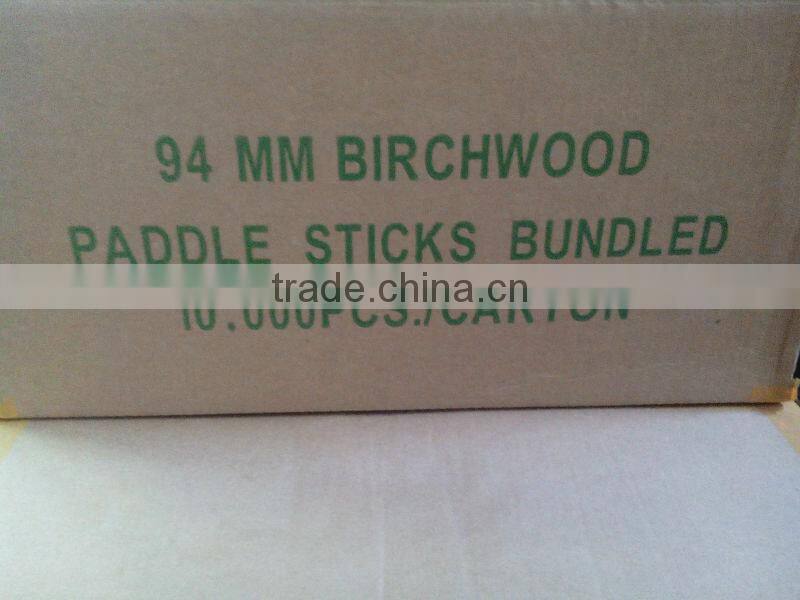 94 MM BIRCHWOOD
PADDLE STICKS BUNDLED
trade.china.cn
10.000PCS./CARTON